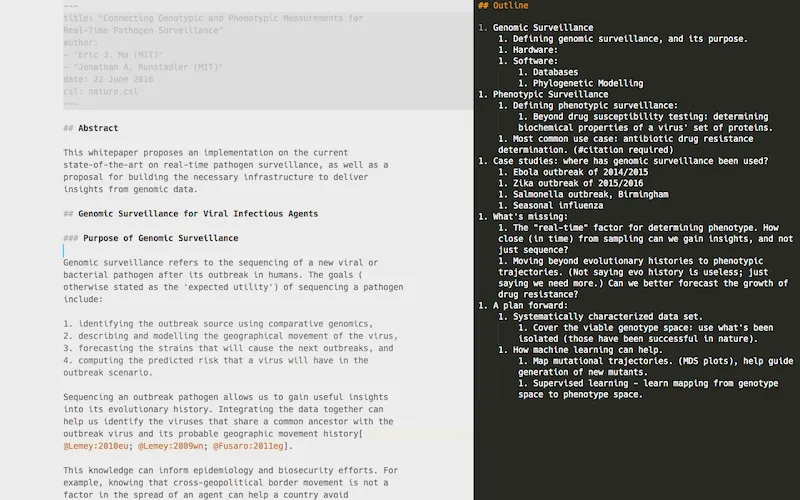 ---
title: "Connecting Genotypic and Phenotypic Measurements for
Real-Time Pathogen Surveillance"
author:
- "Eric J. Ma (MIT)"
- "Jonathan A. Runstadler (MIT)"
date: 22 June 2016
csl: nature.csl
---
## Abstract
This whitepaper proposes an implementation on the current
state-of-the-art on real-time pathogen surveillance, as well as a
proposal for building the necessary infrastructure to deliver
insights from genomic data.
## Genomic Surveillance for Viral Infectious Agents
### Purpose of Genomic Surveillance
Genomic surveillance refers to the sequencing of a new viral or
bacterial pathogen after its outbreak in humans. The goals (
otherwise stated as the 'expected utility') of sequencing a pathogen
include:
1. identifying the outbreak source using comparative genomics,
2. describing and modelling the geographical movement of the virus,
3. forecasting the strains that will cause the next outbreaks, and
4. computing the predicted risk that a virus will have in the
outbreak scenario.
Sequencing an outbreak pathogen allows us to gain useful insights
into its evolutionary history. Integrating the data together can
help us identify the viruses that share a common ancestor with the
outbreak virus and its probable geographic movement history[
@Lemey:2010eu; @Lemey:2009wn; @Fusaro:2011eg].
This knowledge can inform epidemiology and biosecurity efforts. For
example, knowing that cross-geopolitical border movement is not a
factor in the spread of an agent can help a country avoid
## Outline
1. Genomic Surveillance
1. Defining genomic surveillance, and its purpose.
1. Hardware:
1. Software:
1. Databases
1. Phylogenetic Modelling
1. Phenotypic Surveillance
1. Defining phenotypic surveillance:
1. Beyond drug susceptibility testing: determining
biochemical properties of a virus' set of proteins.
1. Most common use case: antibiotic drug resistance
determination. (#citation required)
1. Case studies: where has genomic surveillance been used?
1. Ebola outbreak of 2014/2015
1. Zika outbreak of 2015/2016
1. Salmonella outbreak, Birmingham
1. Seasonal influenza
1. What's missing:
1. The "real-time" factor for determining phenotype. How
close (in time) from sampling can we gain insights, and not
just sequence?
1. Moving beyond evolutionary histories to phenotypic
trajectories. (Not saying evo history is useless; just
saying we need more.) Can we better forecast the growth of
drug resistance?
1. A plan forward:
1. Systematically characterized data set.
1. Cover the viable genotype space: use what's been
isolated (those have been successful in nature).
1. How machine learning can help.
1. Map mutational trajectories. (MDS plots), help guide
generation of new mutants.
1. Supervised learning - learn mapping from genotype
space to phenotype space.